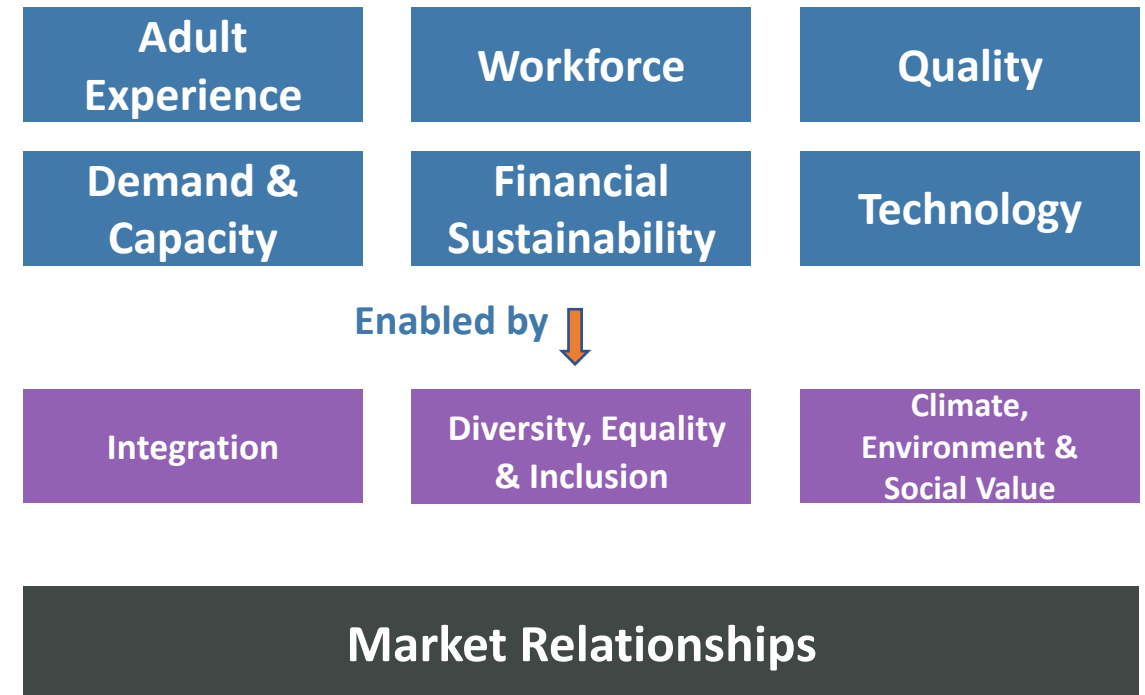 Adult
Experience
Workforce
Quality
Demand &
Capacity
Financial
Sustainability
Technology
Enabled by
Integration
Diversity, Equality
& Inclusion
Climate,
Environment &
Social Value
Market Relationships